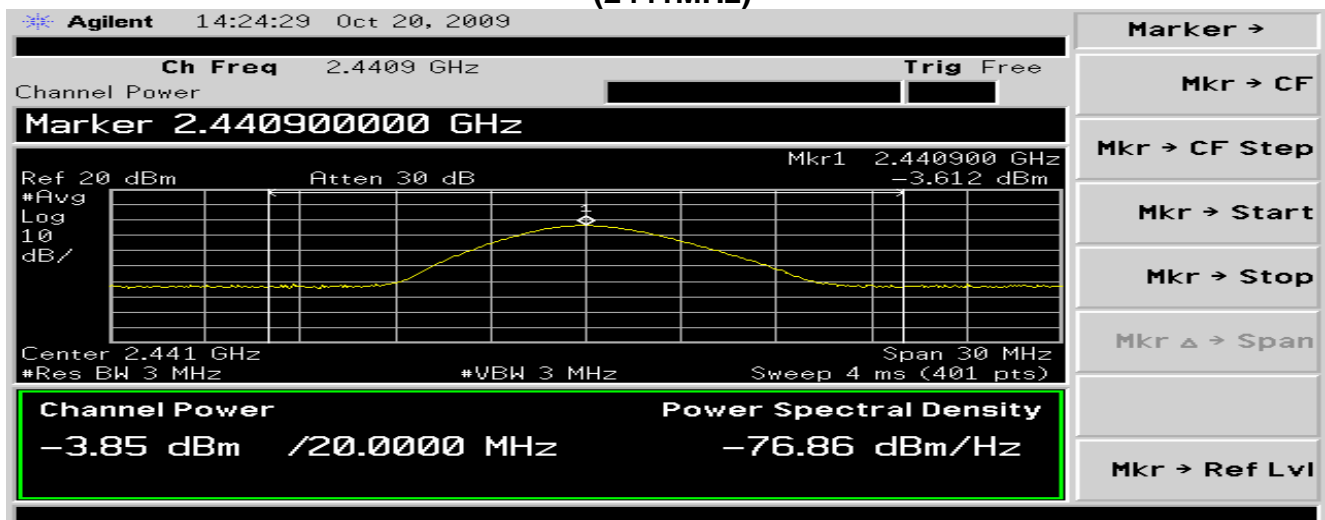 (2441MHz)
Agilent 14:24:29 Oct 20, 2009
Marker →
Ch Freq 2.4409 GHz Trig Free
Channel Power
Mkr → CF
Marker 2.440900000 GHz
Mkr → CF Step
Mkr1 2.440900 GHz
Ref 20 dBm Atten 30 dB −3.612 dBm
#Avg
Log
10
dB/
1
Mkr → Start
Mkr → Stop
Mkr Δ → Span
Center 2.441 GHz Span 30 MHz
#Res BW 3 MHz #VBW 3 MHz Sweep 4 ms (401 pts)
Channel Power Power Spectral Density
−3.85 dBm /20.0000 MHz −76.86 dBm/Hz
Mkr → Ref Lvl